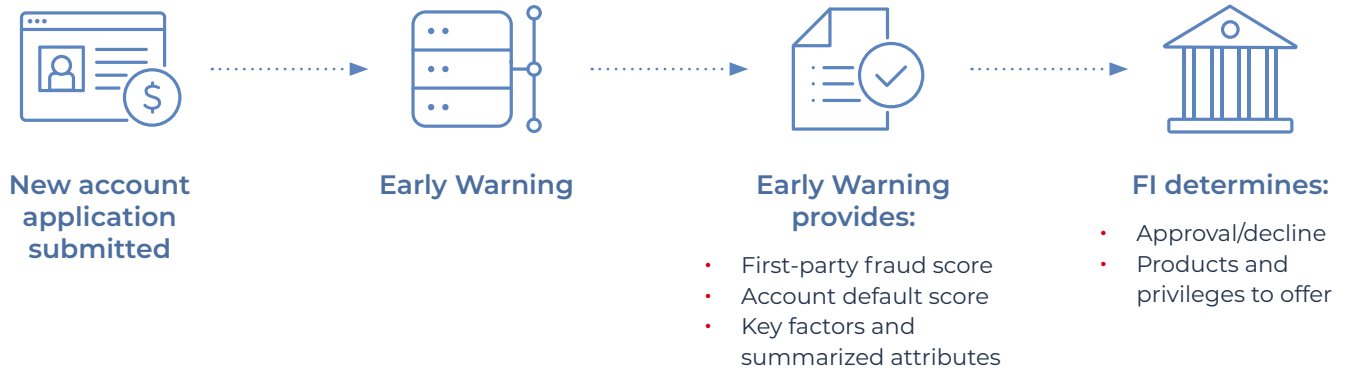 $
New account
application
submitted
Early Warning
Early Warning
provides:
• First-party fraud score
• Account default score
• Key factors and
summarized attributes
FI determines:
• Approval/decline
• Products and
privileges to offer